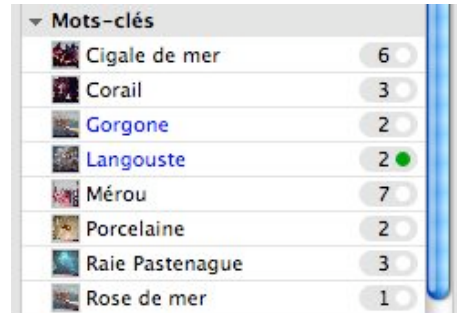 Mots-clés
Cigale de mer 6
Corail 3
Gorgone 2
Langouste 2
Mérou 7
Porcelaine 2
Raie Pastenague 3
Rose de mer 1